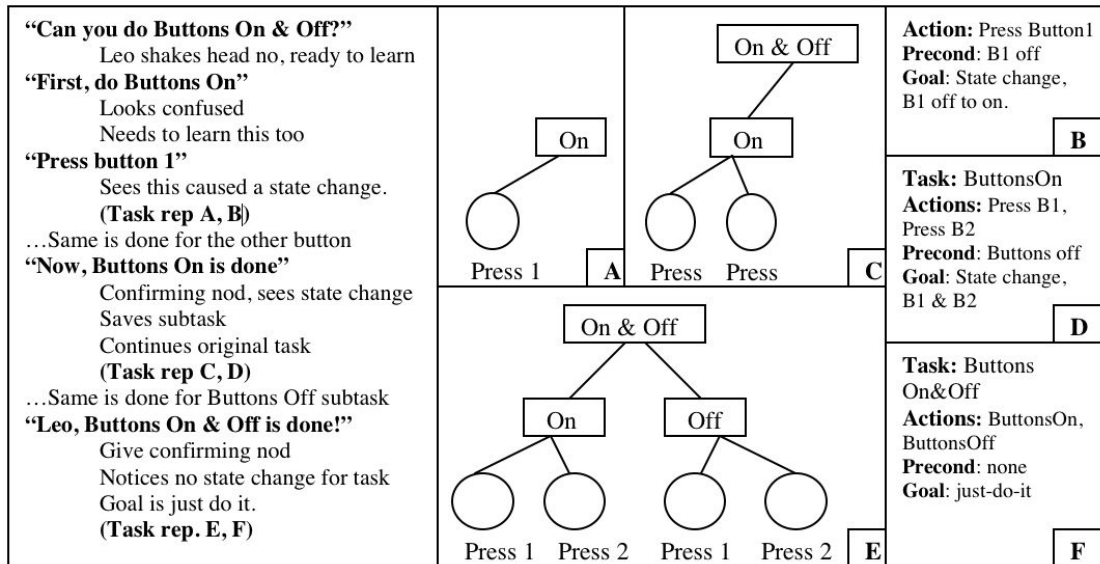 “Can you do Buttons On & Off?”
Leo shakes head no, ready to learn
“First, do Buttons On”
Looks confused
Needs to learn this too
“Press button 1”
Sees this caused a state change.
(Task rep A, B)
…Same is done for the other button
“Now, Buttons On is done”
Confirming nod, sees state change
Saves subtask
Continues original task
(Task rep C, D)
…Same is done for Buttons Off subtask
“Leo, Buttons On & Off is done!”
Give confirming nod
Notices no state change for task
Goal is just do it.
(Task rep. E, F)
On
Press 1
A
On & Off
On
Press Press
C
Action: Press Button1
Precond: B1 off
Goal: State change,
B1 off to on.
B
Task: ButtonsOn
Actions: Press B1,
Press B2
Precond: Buttons off
Goal: State change,
B1 & B2
D
On & Off
On Off
Press 1 Press 2 Press 1 Press 2
E
Task: Buttons
On&Off
Actions: ButtonsOn,
ButtonsOff
Precond: none
Goal: just-do-it
F